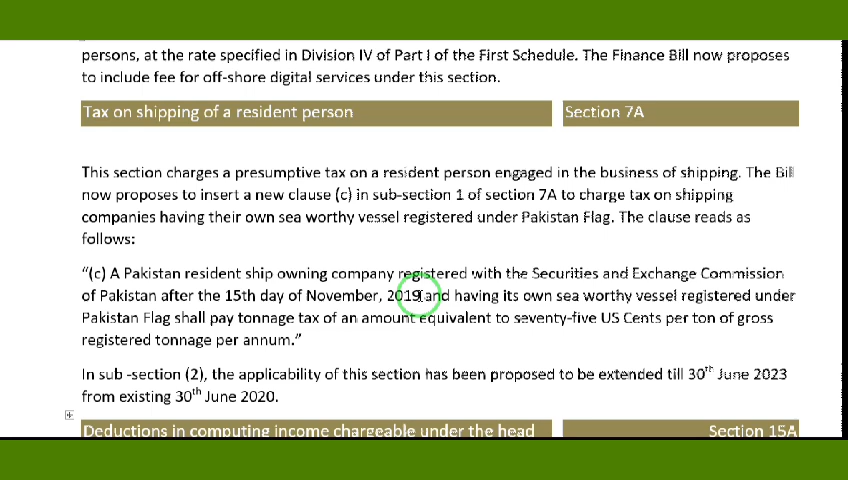 persons, at the rate specified in Division IV of Part I of the First Schedule. The Finance Bill now proposes
to include fee for off-shore digital services under this section.
Tax on shipping of a resident person Section 7A
This section charges a presumptive tax on a resident person engaged in the business of shipping. The Bill
now proposes to insert a new clause (c) in sub-section 1 of section 7A to charge tax on shipping
companies having their own sea worthy vessel registered under Pakistan Flag. The clause reads as
follows:
“(c) A Pakistan resident ship owning company registered with the Securities and Exchange Commission
of Pakistan after the 15th day of November, 2019 and having its own sea worthy vessel registered under
Pakistan Flag shall pay tonnage tax of an amount equivalent to seventy-five US Cents per ton of gross
registered tonnage per annum.”
In sub -section (2), the applicability of this section has been proposed to be extended till 30th June 2023
from existing 30th June 2020.
Deductions in computing income chargeable under the head Section 15A